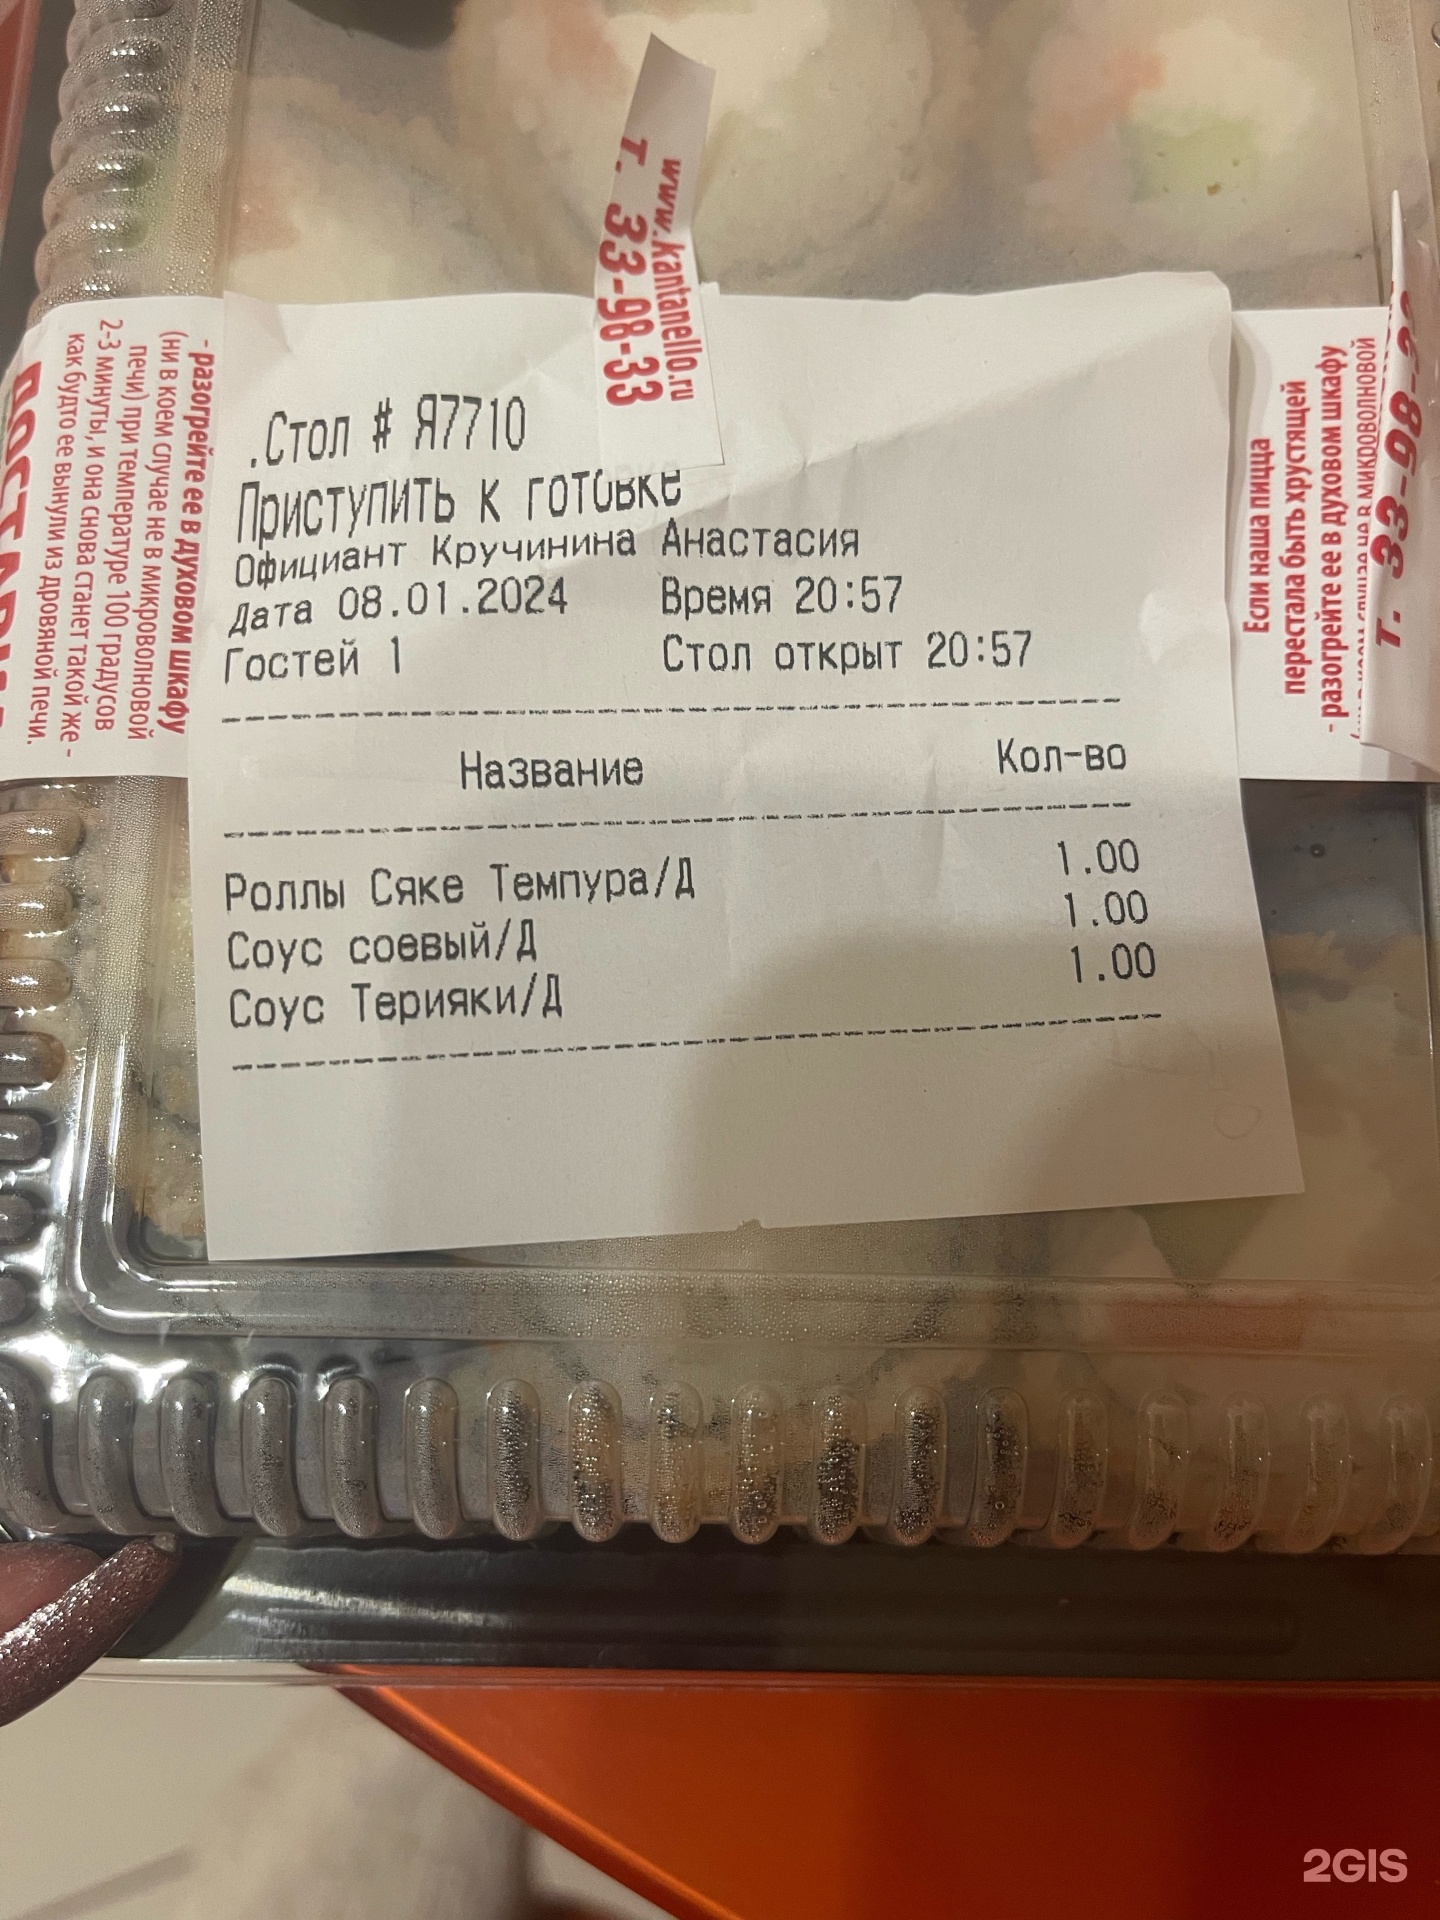 www.kantanello.ru
т. 33-98-33
.Стол # Я7710
Приступить к готовке
Официант Кручинина Анастасия
Дата 08.01.2024 Время 20:57
Гостей 1 Стол открыт 20:57
Название Кол-во
Роллы Сяке Темпура/Д 1.00
Соус соевый/Д 1.00
Соус Терияки/Д 1.00
- разогрейте ее в духовом шкафу
(ни в коем случае не в микроволновой
печи) при температуре 100 градусов
2-3 минуты, и она снова станет такой же -
как будто ее вынули из дровяной печи.
Если наша пицца
перестала быть хрустящей
- разогрейте ее в духовом шкафу
в микроволновой
т. 33-98-3
2GIS